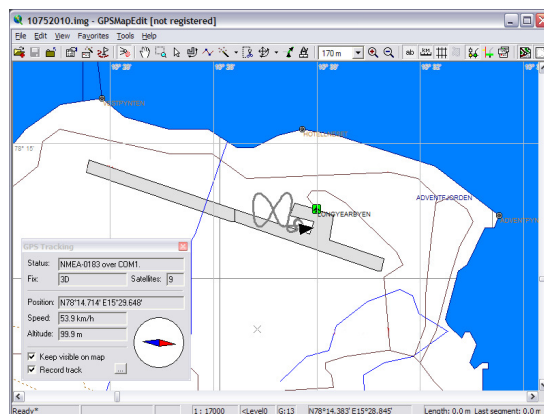 10752010.img - GPSMapEdit [not registered]
File Edit View Favorites Tools Help
170 m
ab
78° 15'
HOTELLNESET
LONGYEARBYEN
ADVENTFJORDEN
GPS Tracking
Status: NMEA-0183 over COM1.
Fix: 3D Satellites: 9
Position: N78°14.714' E15°29.648'
Speed: 53.9 km/h
Altitude: 99.9 m
Keep visible on map
Record track ...
Ready* 1 : 17000 <Level0 G:13 N78°14.383' E15°28.845' Length: 0.0 m Last segment: 0.0 m